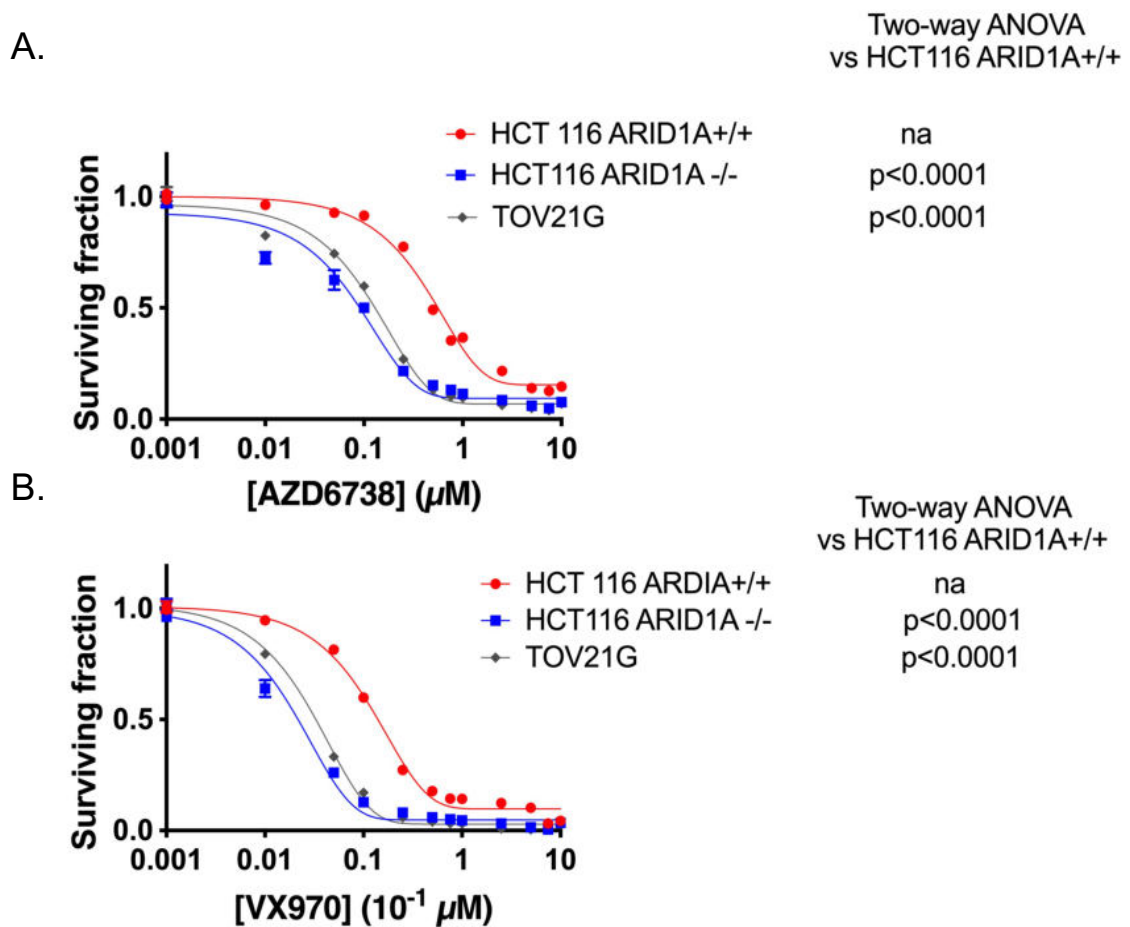 A.
Two-way ANOVA
vs HCT116 ARID1A+/+
HCT 116 ARID1A+/+ na
HCT116 ARID1A -/- p<0.0001
TOV21G p<0.0001
Surviving fraction
1.0
0.5
0.0
0.001 0.01 0.1 1 10
[AZD6738] (μM)
B.
Two-way ANOVA
vs HCT116 ARID1A+/+
HCT 116 ARDIA+/+ na
HCT116 ARID1A -/- p<0.0001
TOV21G p<0.0001
Surviving fraction
1.0
0.5
0.0
0.001 0.01 0.1 1 10
[VX970] (10⁻¹ μM)